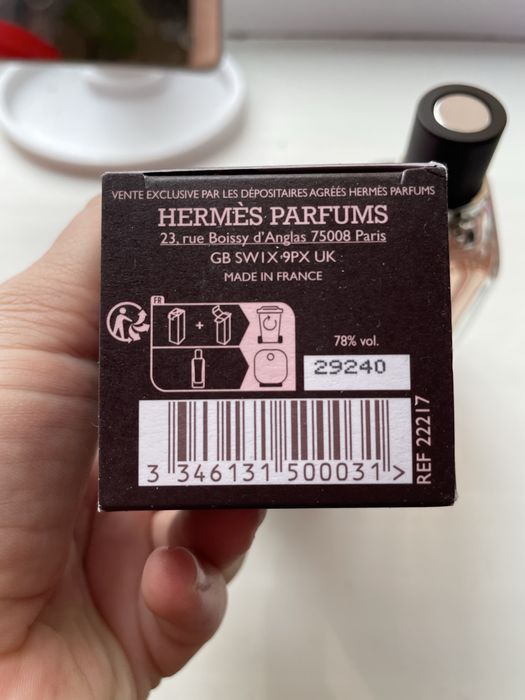 VENTE EXCLUSIVE PAR LES DÉPOSITAIRES AGRÉÉS HERMÈS PARFUMS
HERMÈS PARFUMS
23, rue Boissy d'Anglas 75008 Paris
GB SW1X 9PX UK
MADE IN FRANCE
FR
+
78% vol.
29240
3 346131 500031 >
REF 22217